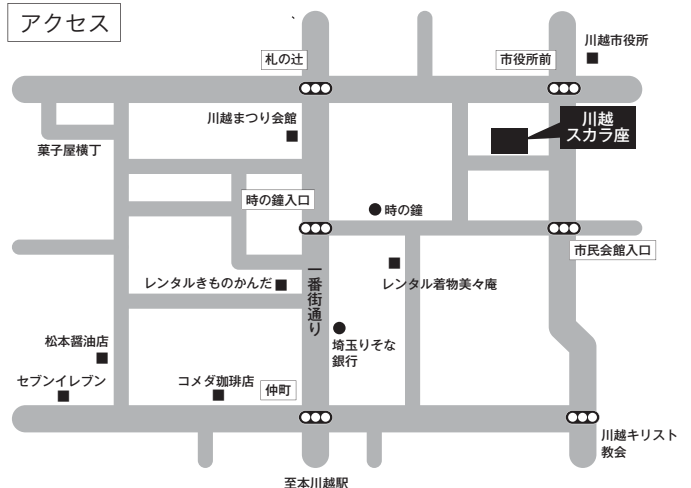 アクセス
札の辻
市役所前
川越市役所
川越まつり会館
川越
スカラ座
菓子屋横丁
時の鐘入口
時の鐘
市民会館入口
レンタルきものかんだ
一番街通り
レンタル着物美々庵
松本醤油店
埼玉りそな
銀行
セブンイレブン
コメダ珈琲店
仲町
川越キリスト
教会
至本川越駅